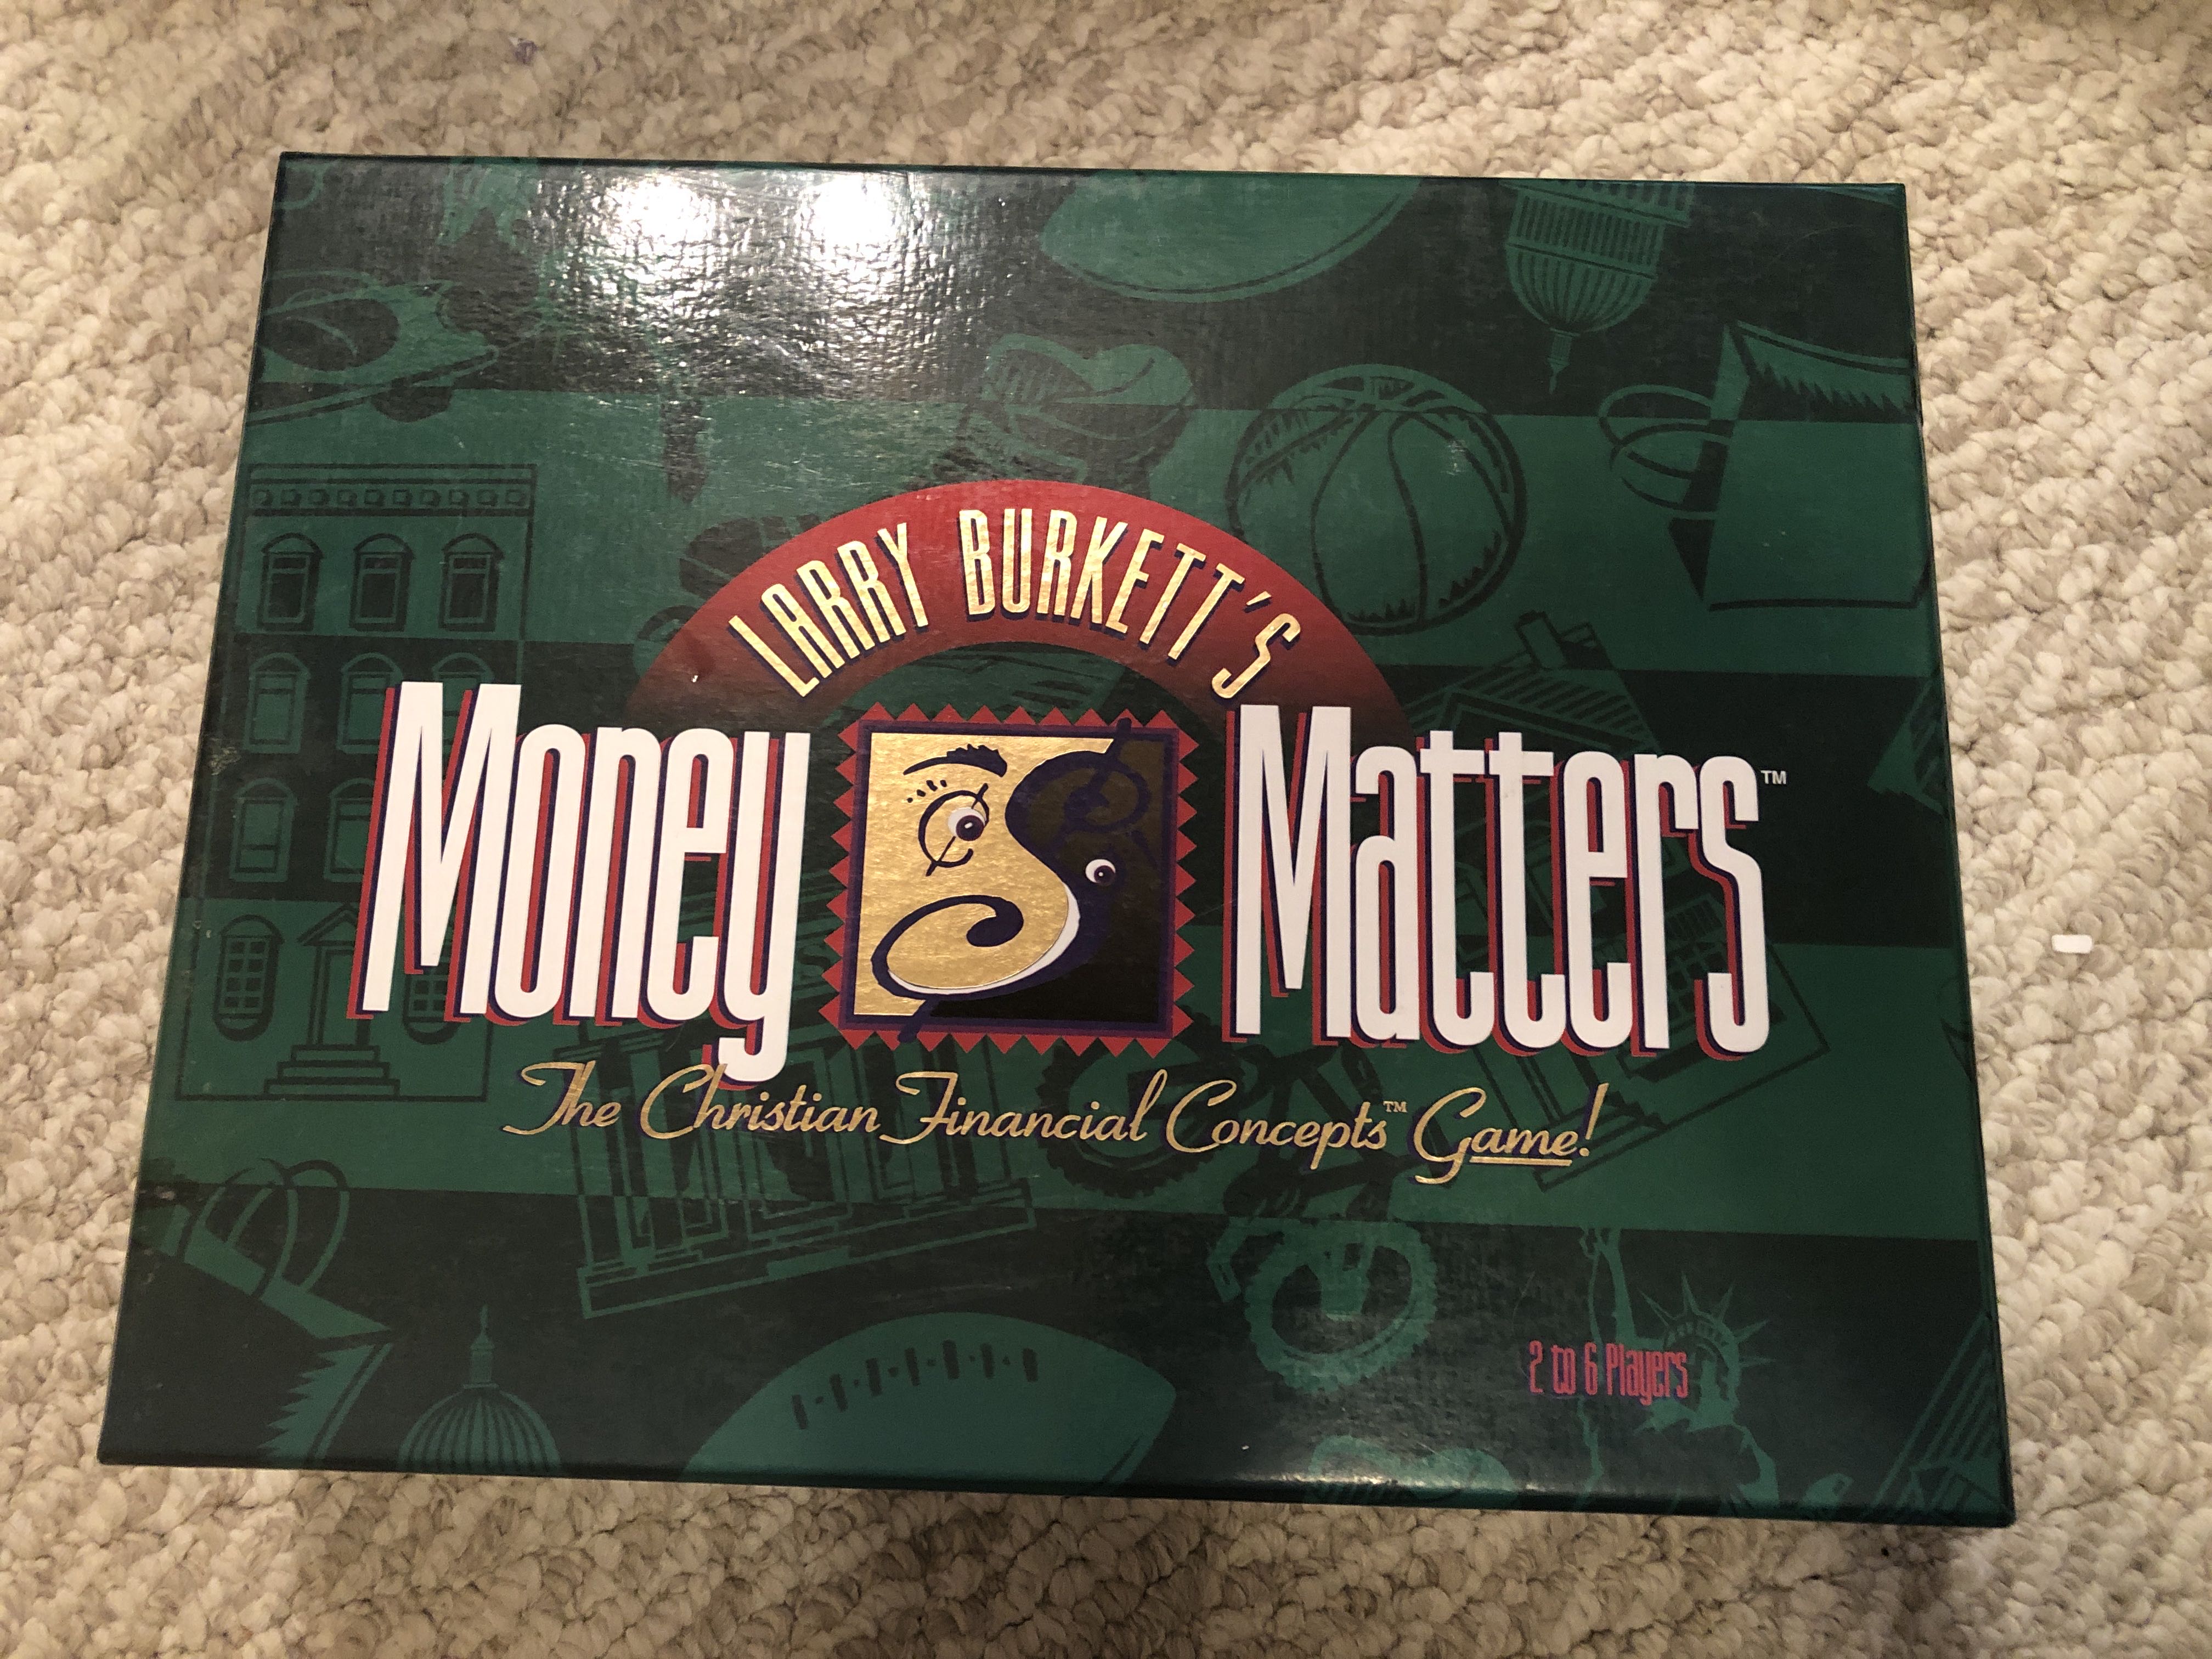 LARRY BURKETT'S
Money Matters™
The Christian Financial Concepts™ Game!
2 to 6 Players